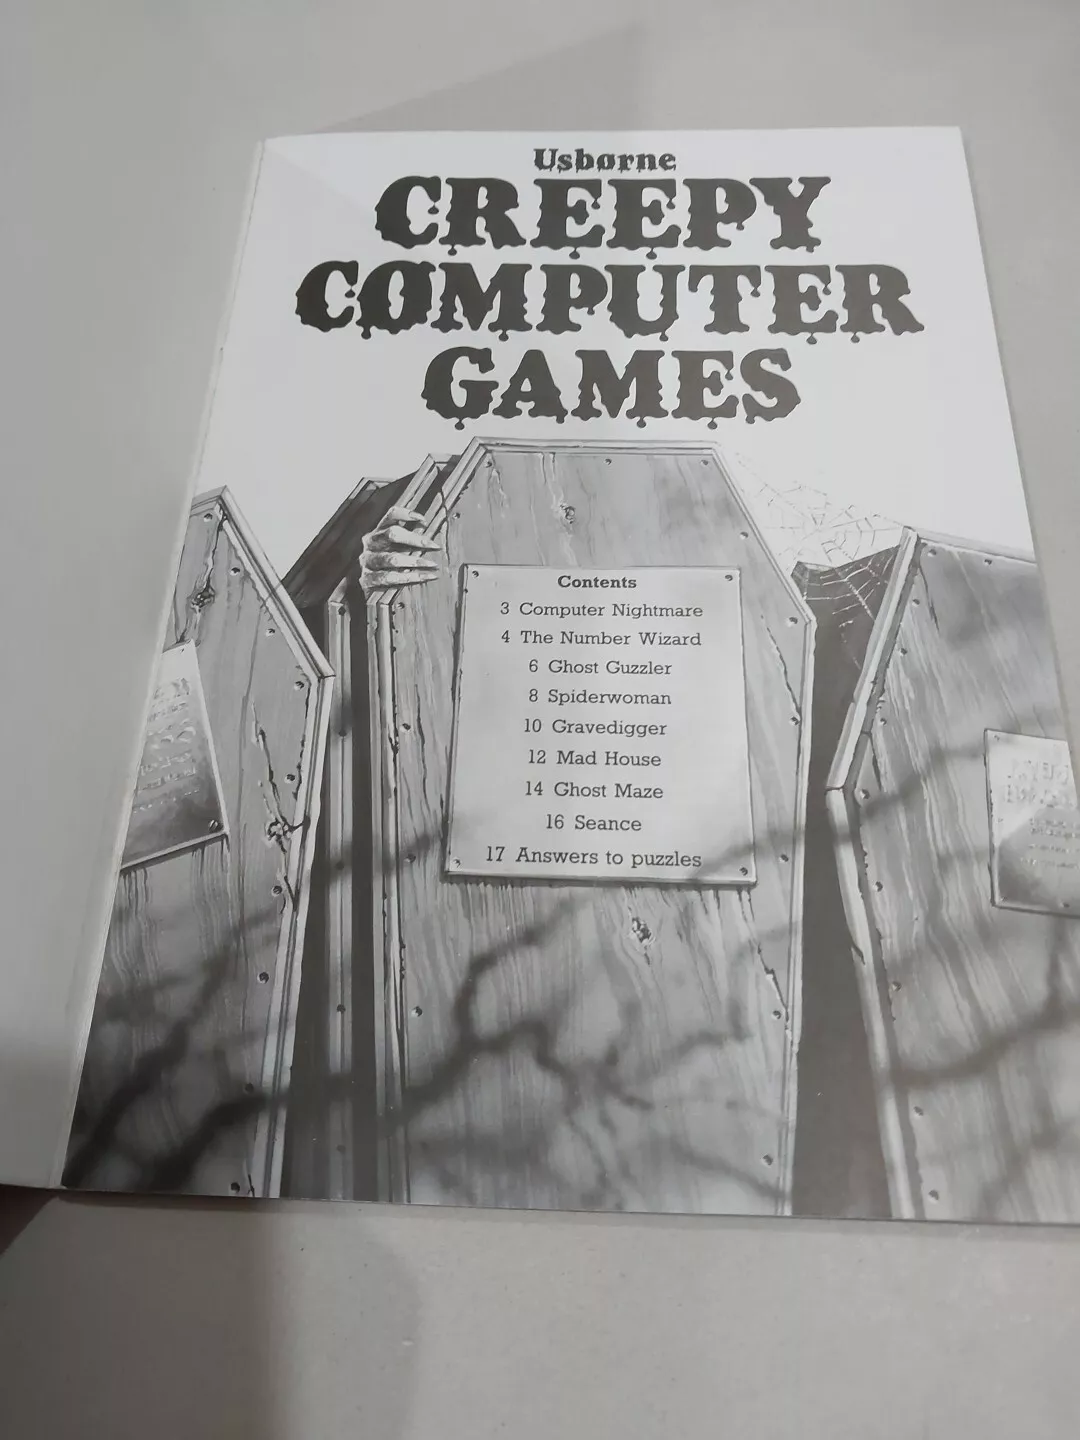 Usborne
CREEPY
COMPUTER
GAMES
Contents
3 Computer Nightmare
4 The Number Wizard
6 Ghost Guzzler
8 Spiderwoman
10 Gravedigger
12 Mad House
14 Ghost Maze
16 Seance
17 Answers to puzzles